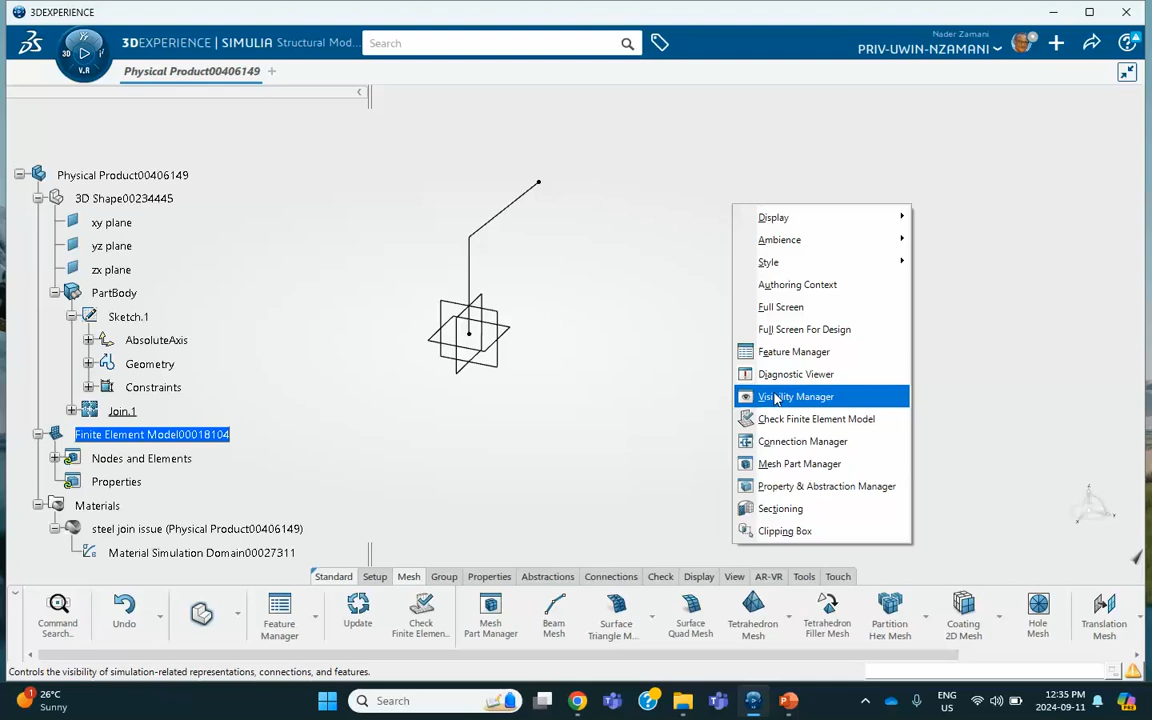 3DEXPERIENCE
3DEXPERIENCE | SIMULIA Structural Mod...
Search
Nader Zamani
PRIV-UWIN-NZAMANI
3D
V.R
Physical Product00406149
Physical Product00406149
3D Shape00234445
xy plane
yz plane
zx plane
PartBody
Sketch.1
AbsoluteAxis
Geometry
Constraints
Join.1
Finite Element Model00018104
Nodes and Elements
Properties
Materials
steel join issue (Physical Product00406149)
Material Simulation Domain00027311
Display
Ambience
Style
Authoring Context
Full Screen
Full Screen For Design
Feature Manager
Diagnostic Viewer
Visibility Manager
Check Finite Element Model
Connection Manager
Mesh Part Manager
Property & Abstraction Manager
Sectioning
Clipping Box
Standard Setup Mesh Group Properties Abstractions Connections Check Display View AR-VR Tools Touch
Command Search...
Undo
Feature Manager
Update
Check Finite Elemen...
Mesh Part Manager
Beam Mesh
Surface Triangle M...
Surface Quad Mesh
Tetrahedron Mesh
Tetrahedron Filler Mesh
Partition Hex Mesh
Coating 2D Mesh
Hole Mesh
Translation Mesh
Controls the visibility of simulation-related representations, connections, and features.
26°C
Sunny
Search
ENG
US
12:35 PM
2024-09-11